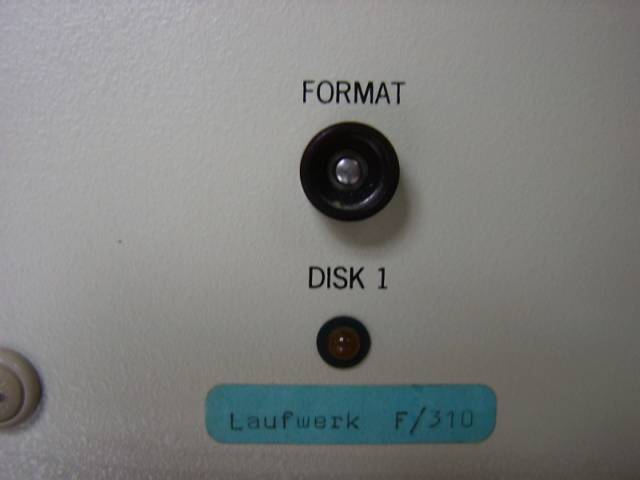 FORMAT
DISK 1
Laufwerk F/310